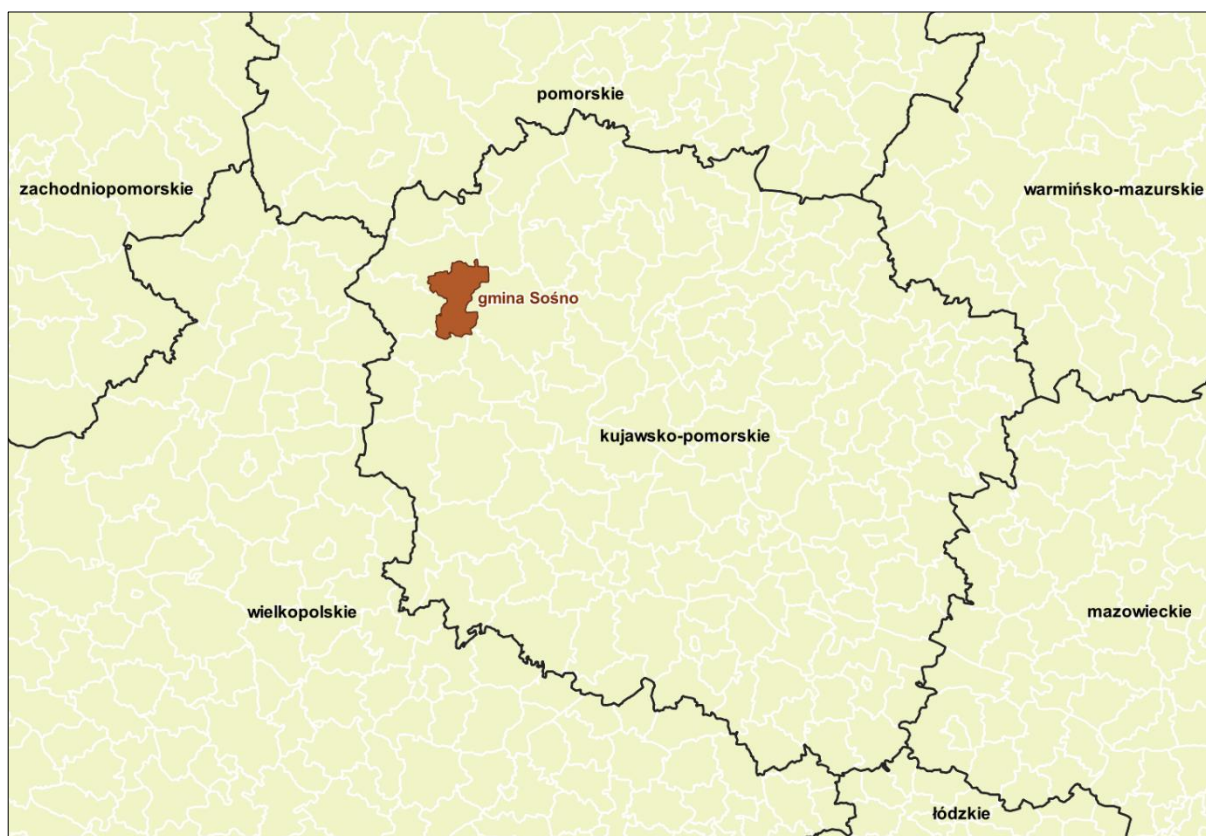 pomorskie
zachodniopomorskie
warmińsko-mazurskie
gmina Sośno
kujawsko-pomorskie
wielkopolskie
mazowieckie
łódzkie